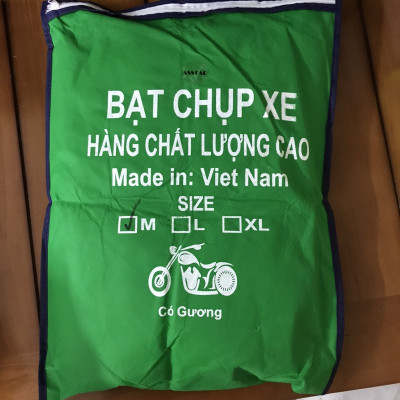 BẠT CHỤP XE
HÀNG CHẤT LƯỢNG CAO
Made in: Viet Nam
SIZE
M L XL
Có Gương